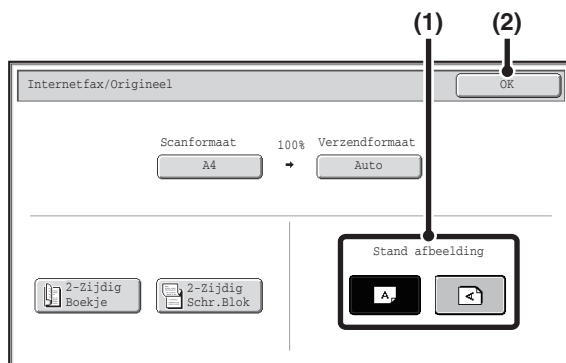 (1) (2)
Internetfax/Origineel OK
Scanformaat 100% Verzendformaat
A4 → Auto
Stand afbeelding
2-Zijdig
Boekje
2-Zijdig
Schr.Blok
A A